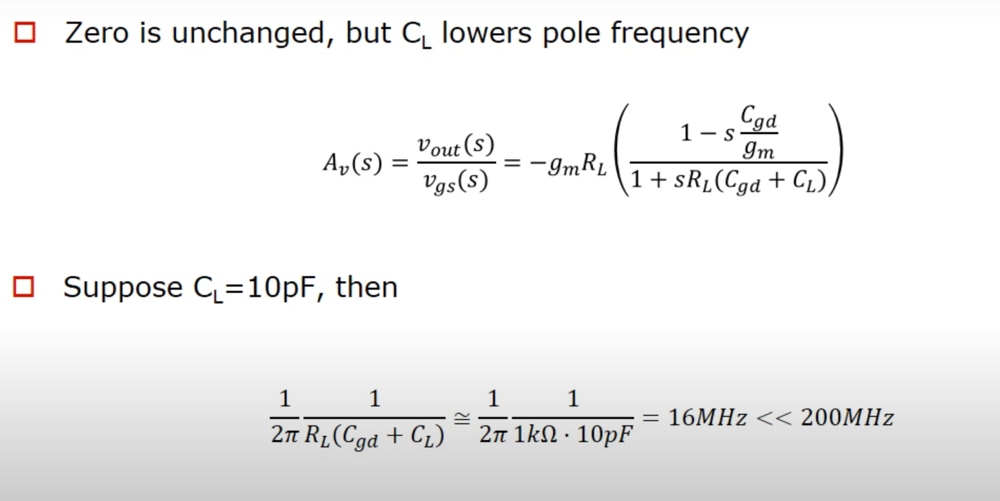 Zero is unchanged, but C_L lowers pole frequency
A_v(s) = v_out(s) / v_gs(s) = −g_m R_L ( (1 − s C_gd / g_m) / (1 + sR_L(C_gd + C_L)) )
Suppose C_L=10pF, then
1/2π 1/R_L(C_gd + C_L) ≅ 1/2π 1/1kΩ · 10pF = 16MHz << 200MHz